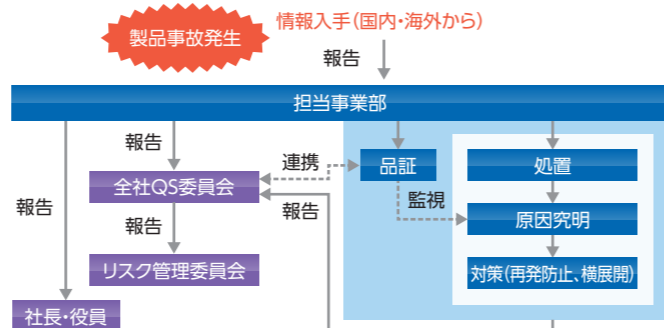 製品事故発生
情報入手(国内・海外から)
報告
担当事業部
報告
連携
品証
処置
全社QS委員会
監視
報告
報告
原因究明
報告
リスク管理委員会
対策(再発防止、横展開)
社長・役員